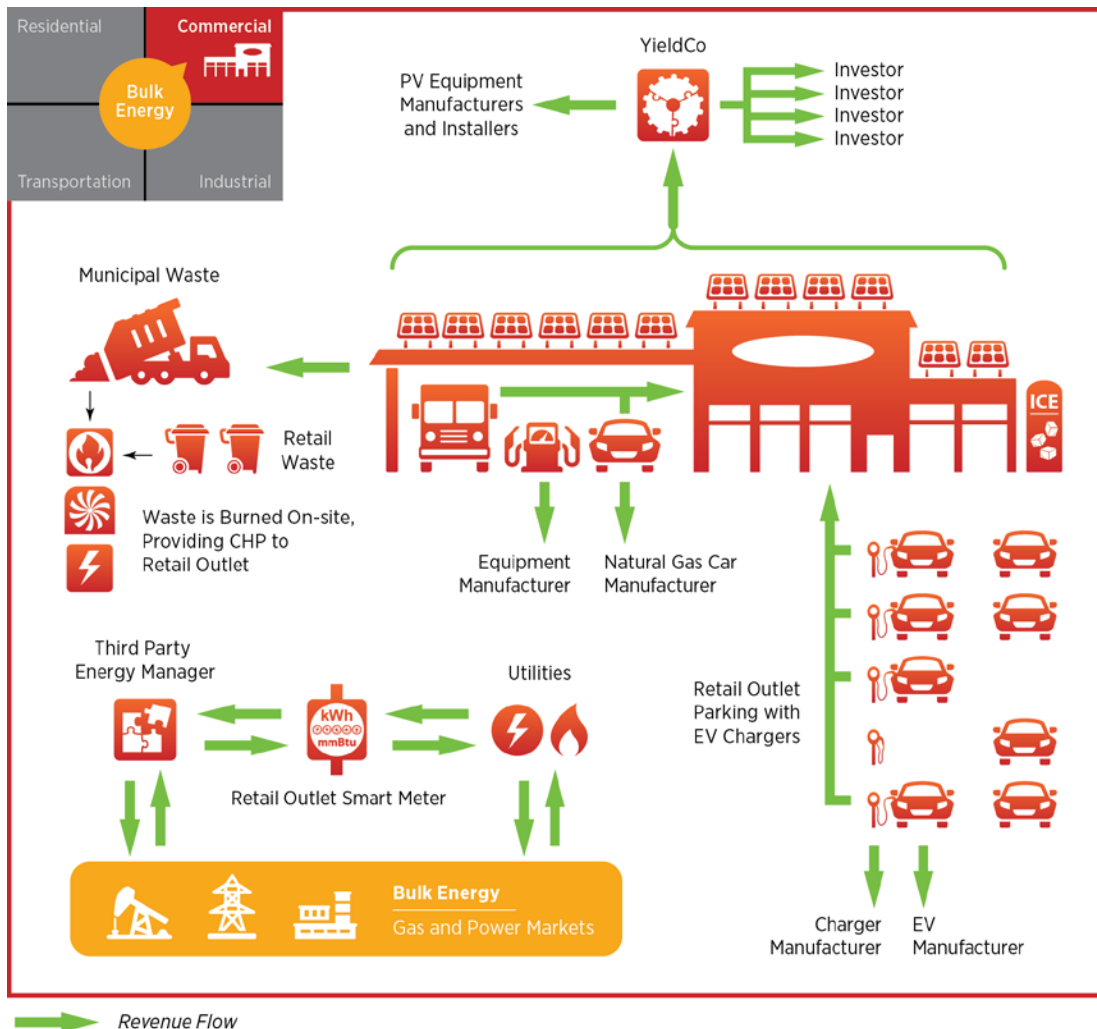 Residential
Commercial
Bulk
Energy
Transportation
Industrial
YieldCo
PV Equipment
Manufacturers
and Installers
Investor
Investor
Investor
Investor
Municipal Waste
Retail
Waste
Waste is Burned On-site,
Providing CHP to
Retail Outlet
ICE
Equipment
Manufacturer
Natural Gas Car
Manufacturer
Third Party
Energy Manager
kWh
mmBtu
Utilities
Retail Outlet Smart Meter
Retail Outlet
Parking with
EV Chargers
Bulk Energy
Gas and Power Markets
Charger
Manufacturer
EV
Manufacturer
Revenue Flow